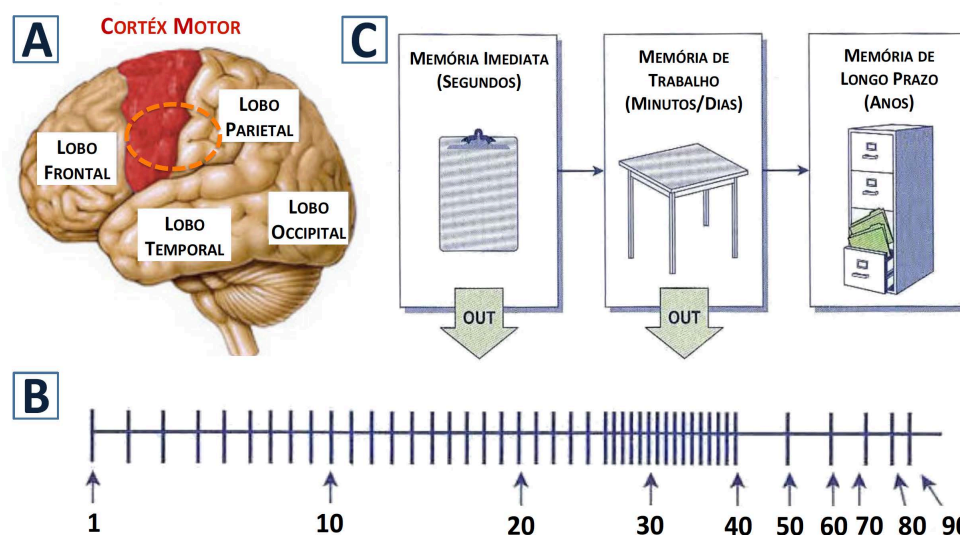 A
CORTÉX MOTOR
LOBO
FRONTAL
LOBO
PARIETAL
LOBO
TEMPORAL
LOBO
OCCIPITAL
C
MEMÓRIA IMEDIATA
(SEGUNDOS)
OUT
MEMÓRIA DE
TRABALHO
(MINUTOS/DIAS)
OUT
MEMÓRIA DE
LONGO PRAZO
(ANOS)
B
1 10 20 30 40 50 60 70 80 90